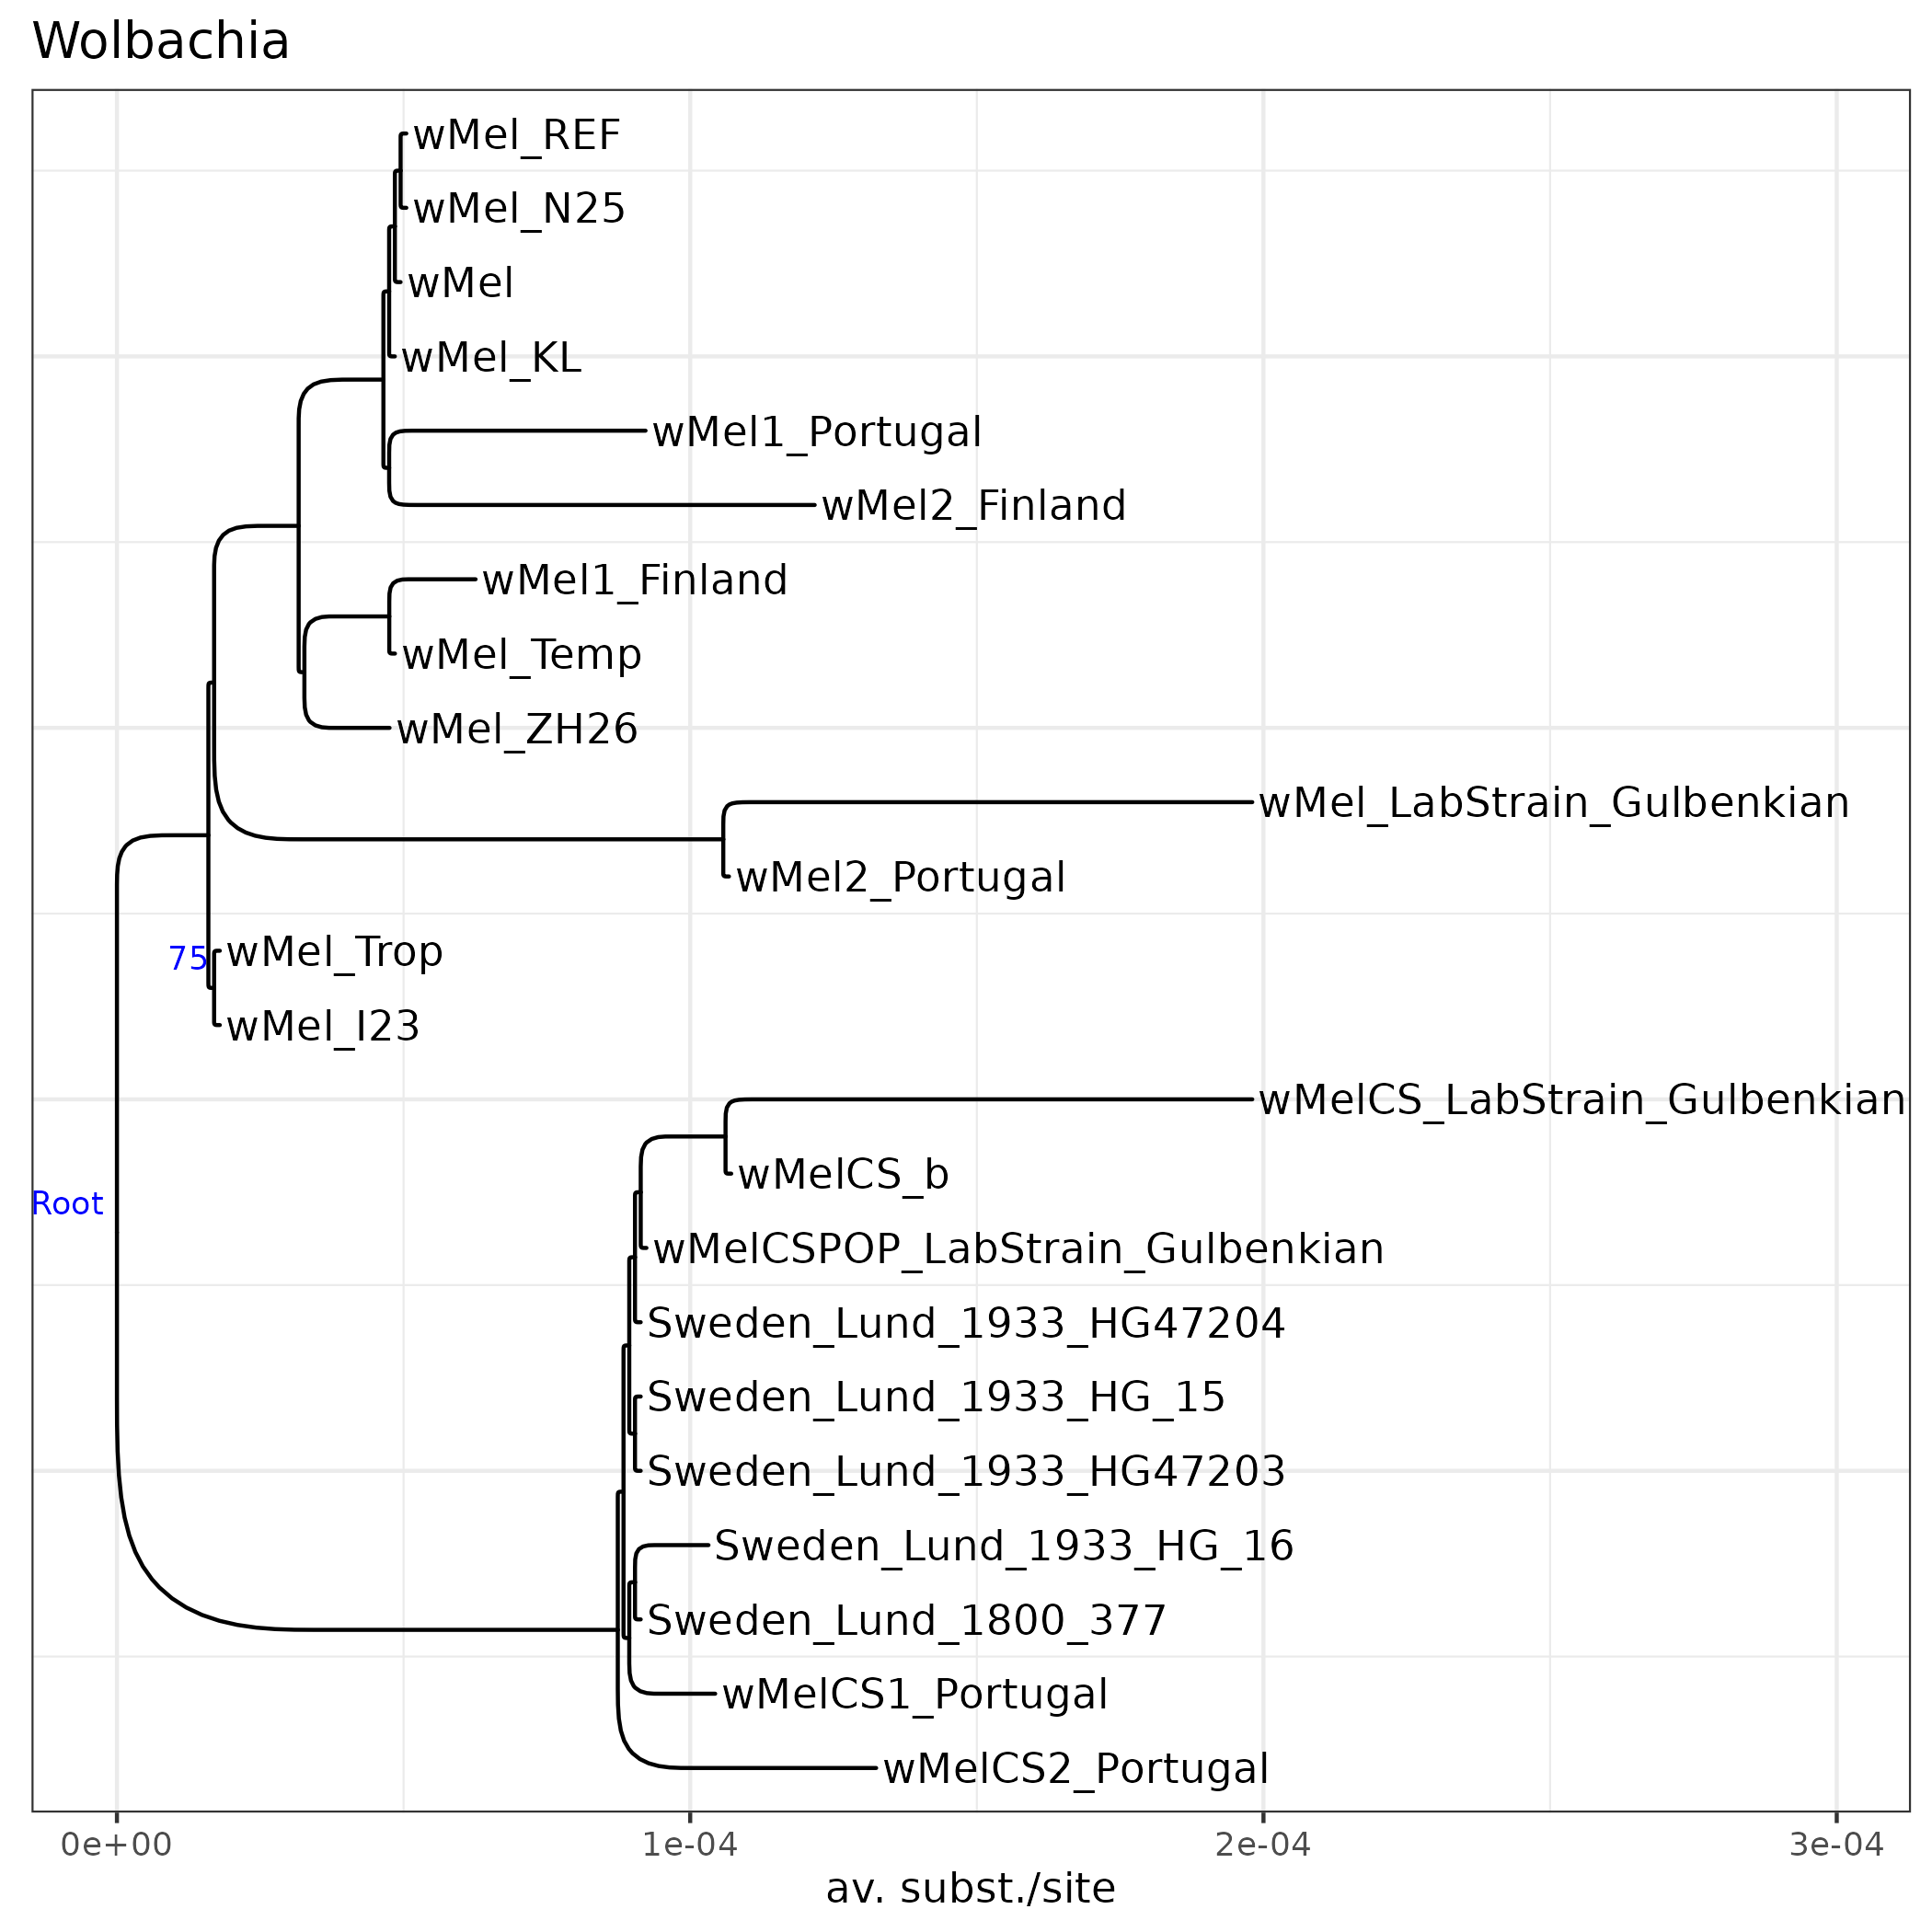 Wolbachia
wMel_REF
wMel_N25
wMel
wMel_KL
wMel1_Portugal
wMel2_Finland
wMel1_Finland
wMel_Temp
wMel_ZH26
wMel_LabStrain_Gulbenkian
wMel2_Portugal
75
wMel_Trop
wMel_I23
wMelCS_LabStrain_Gulbenkian
wMelCS_b
Root
wMelCSPOP_LabStrain_Gulbenkian
Sweden_Lund_1933_HG47204
Sweden_Lund_1933_HG_15
Sweden_Lund_1933_HG47203
Sweden_Lund_1933_HG_16
Sweden_Lund_1800_377
wMelCS1_Portugal
wMelCS2_Portugal
0e+00 1e-04 2e-04 3e-04
av. subst./site